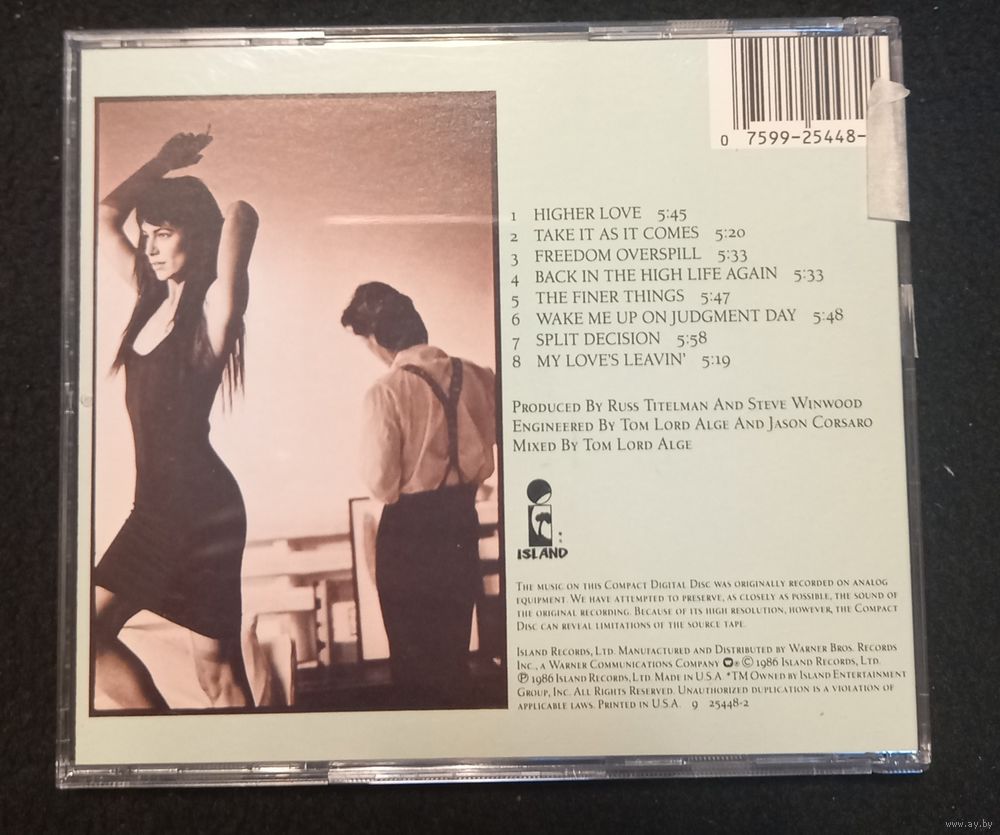 0 7599-25448-
1 HIGHER LOVE 5:45
2 TAKE IT AS IT COMES 5:20
3 FREEDOM OVERSPILL 5:33
4 BACK IN THE HIGH LIFE AGAIN 5:33
5 THE FINER THINGS 5:47
6 WAKE ME UP ON JUDGMENT DAY 5:48
7 SPLIT DECISION 5:58
8 MY LOVE'S LEAVIN' 5:19
PRODUCED BY RUSS TITELMAN AND STEVE WINWOOD
ENGINEERED BY TOM LORD ALGE AND JASON CORSARO
MIXED BY TOM LORD ALGE
ISLAND
THE MUSIC ON THIS COMPACT DIGITAL DISC WAS ORIGINALLY RECORDED ON ANALOG
EQUIPMENT. WE HAVE ATTEMPTED TO PRESERVE, AS CLOSELY AS POSSIBLE, THE SOUND OF
THE ORIGINAL RECORDING. BECAUSE OF ITS HIGH RESOLUTION, HOWEVER, THE COMPACT
DISC CAN REVEAL LIMITATIONS OF THE SOURCE TAPE.
ISLAND RECORDS, LTD. MANUFACTURED AND DISTRIBUTED BY WARNER BROS. RECORDS
INC., A WARNER COMMUNICATIONS COMPANY ® © 1986 ISLAND RECORDS, LTD.
℗ 1986 ISLAND RECORDS, LTD. MADE IN U.S.A. *TM OWNED BY ISLAND ENTERTAINMENT
GROUP, INC. ALL RIGHTS RESERVED. UNAUTHORIZED DUPLICATION IS A VIOLATION OF
APPLICABLE LAWS. PRINTED IN U.S.A. 9 25448-2
www.ay.by